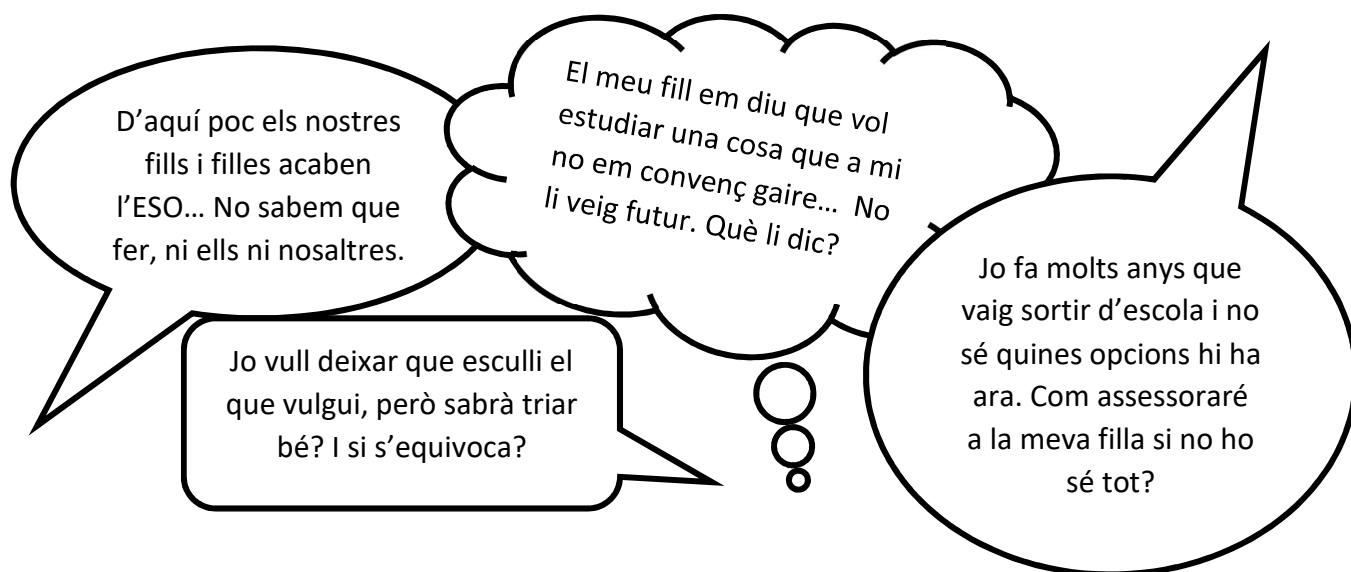 D'aquí poc els nostres
fills i filles acaben
l'ESO... No sabem que
fer, ni ells ni nosaltres.
El meu fill em diu que vol
estudiar una cosa que a mi
no em convenç gaire... No
li veig futur. Què li dic?
Jo vull deixar que esculli el
que vulgui, però sabrà triar
bé? I si s'equivoca?
Jo fa molts anys que
vaig sortir d'escola i no
sé quines opcions hi ha
ara. Com assessoraré
a la meva filla si no ho
sé tot?